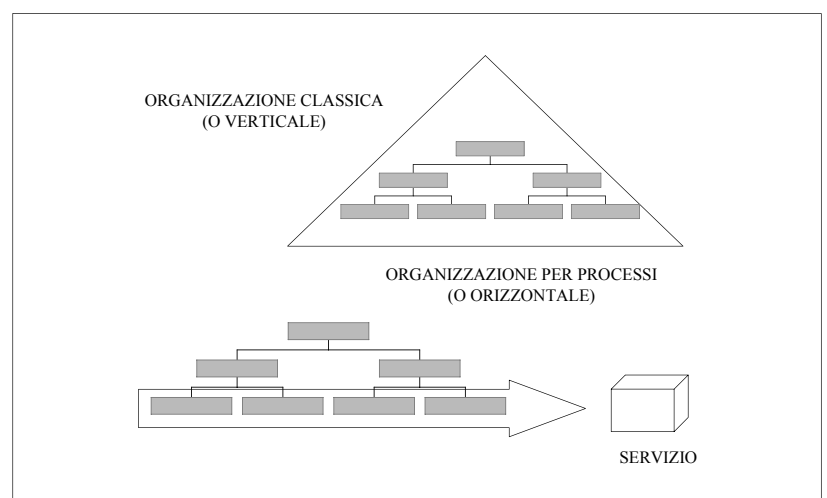 ORGANIZZAZIONE CLASSICA
(O VERTICALE)
ORGANIZZAZIONE PER PROCESSI
(O ORIZZONTALE)
SERVIZIO